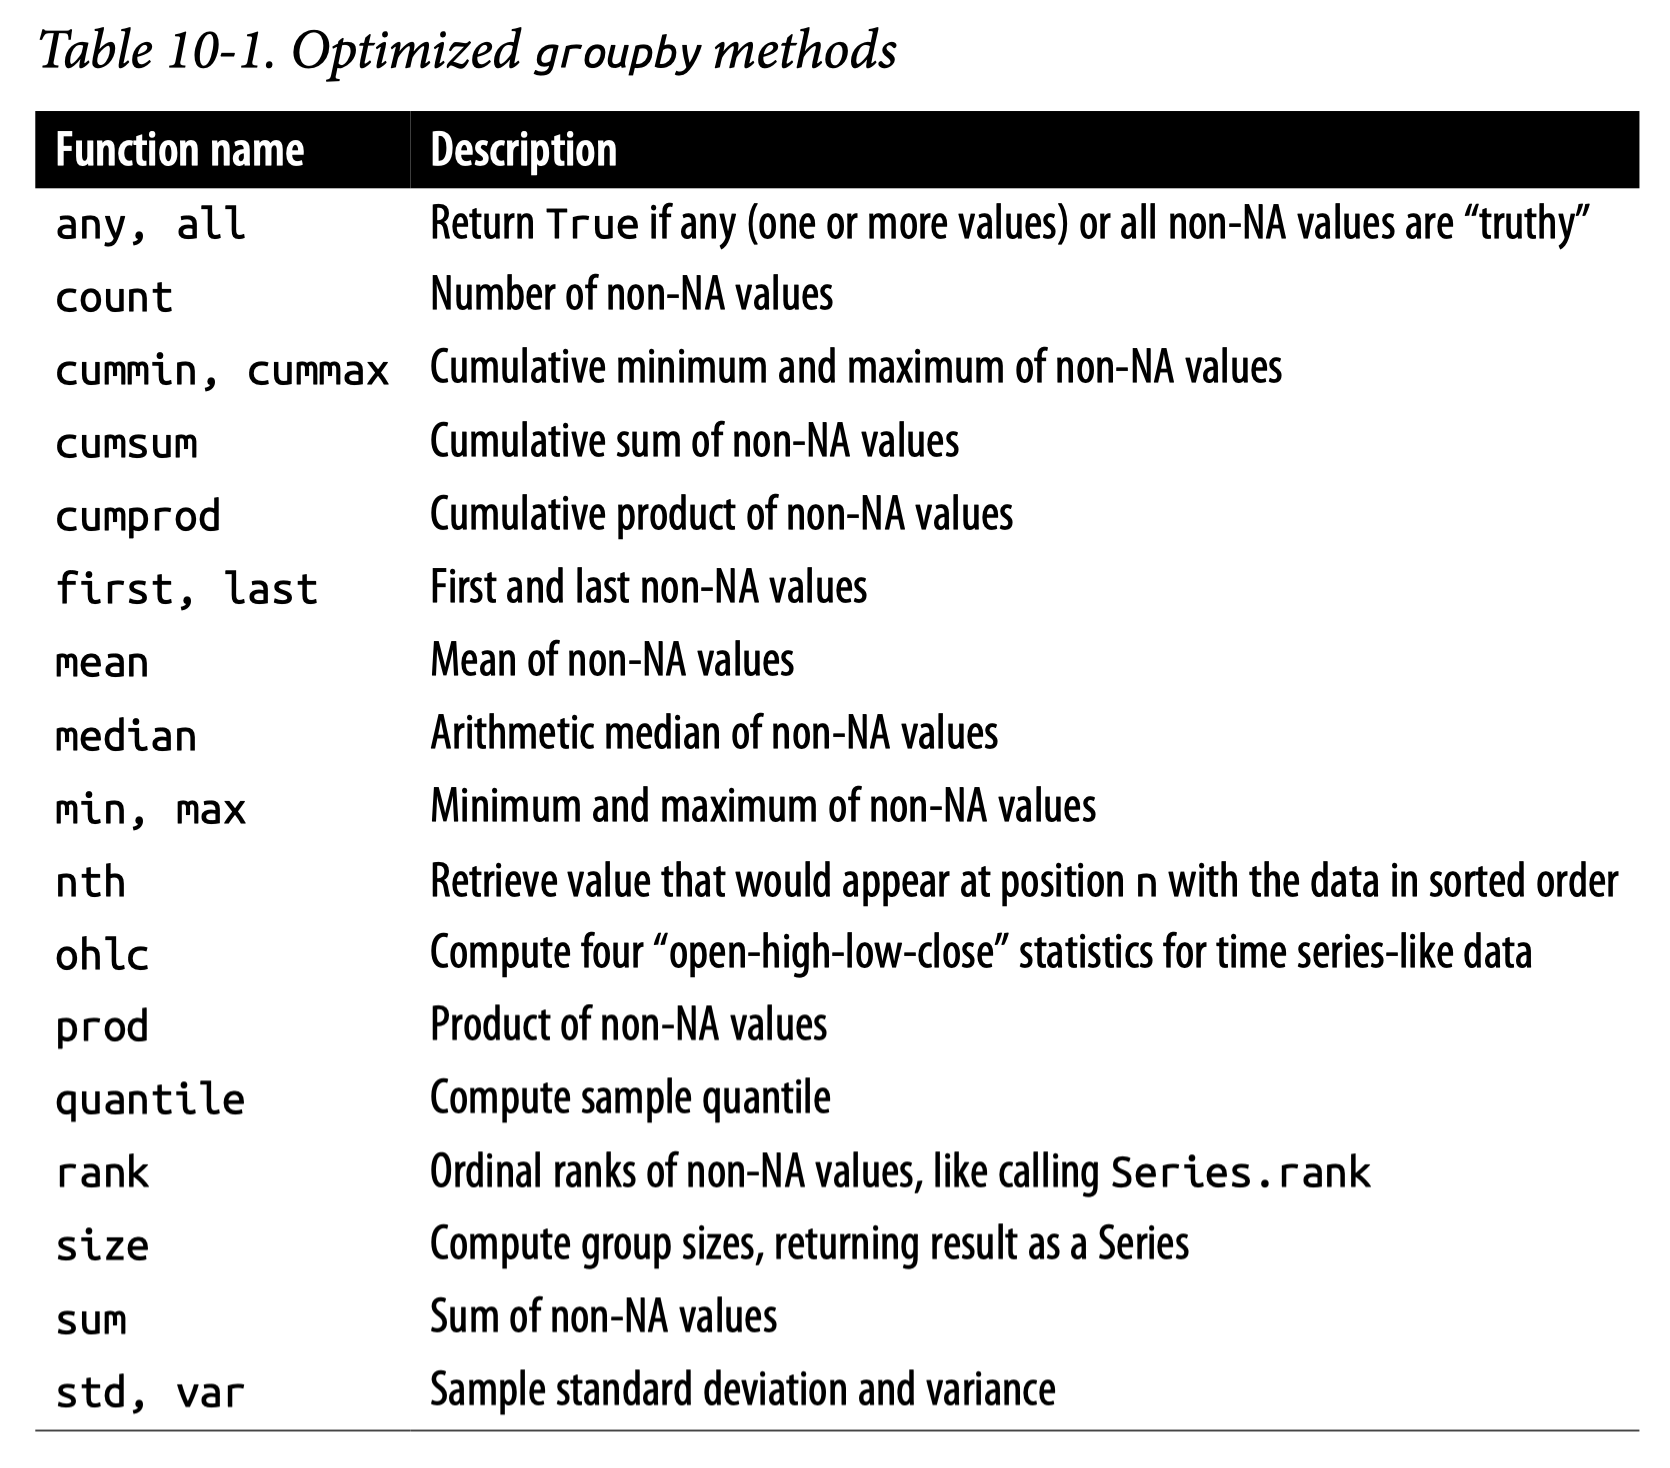 Table 10-1. Optimized groupby methods
Function name Description
any, all Return True if any (one or more values) or all non-NA values are “truthy”
count Number of non-NA values
cummin, cummax Cumulative minimum and maximum of non-NA values
cumsum Cumulative sum of non-NA values
cumprod Cumulative product of non-NA values
first, last First and last non-NA values
mean Mean of non-NA values
median Arithmetic median of non-NA values
min, max Minimum and maximum of non-NA values
nth Retrieve value that would appear at position n with the data in sorted order
ohlc Compute four “open-high-low-close” statistics for time series-like data
prod Product of non-NA values
quantile Compute sample quantile
rank Ordinal ranks of non-NA values, like calling Series.rank
size Compute group sizes, returning result as a Series
sum Sum of non-NA values
std, var Sample standard deviation and variance